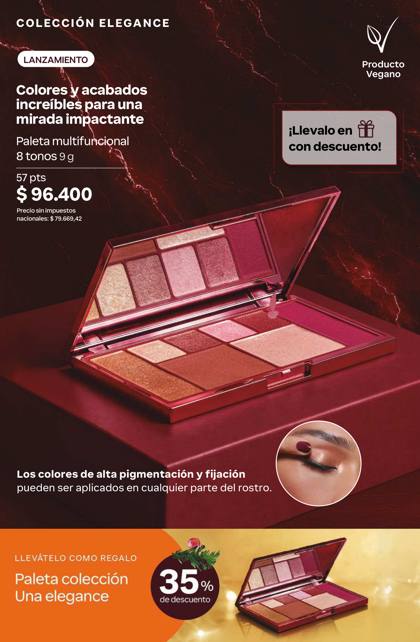 COLECCIÓN ELEGANCE
LANZAMIENTO
Colores y acabados
increíbles para una
mirada impactante
Paleta multifuncional
8 tonos 9 g
57 pts
$ 96.400
Precio sin impuestos
nacionales: $ 79.669,42
Producto
Vegano
¡Llevalo en
con descuento!
Los colores de alta pigmentación y fijación
pueden ser aplicados en cualquier parte del rostro.
LLEVÁTELO COMO REGALO
Paleta colección
Una elegance
35%
de descuento